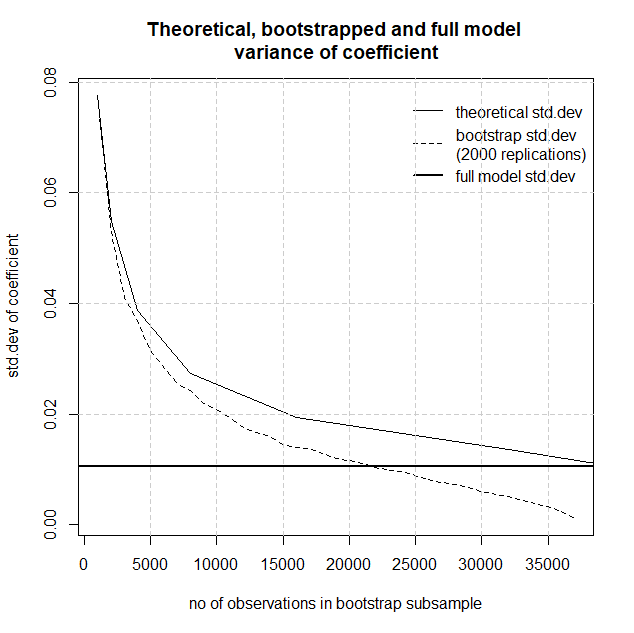 Theoretical, bootstrapped and full model
variance of coefficient
theoretical std.dev
bootstrap std.dev
(2000 replications)
full model std.dev
std.dev of coefficient
0.08
0.06
0.04
0.02
0.00
0 5000 10000 15000 20000 25000 30000 35000
no of observations in bootstrap subsample